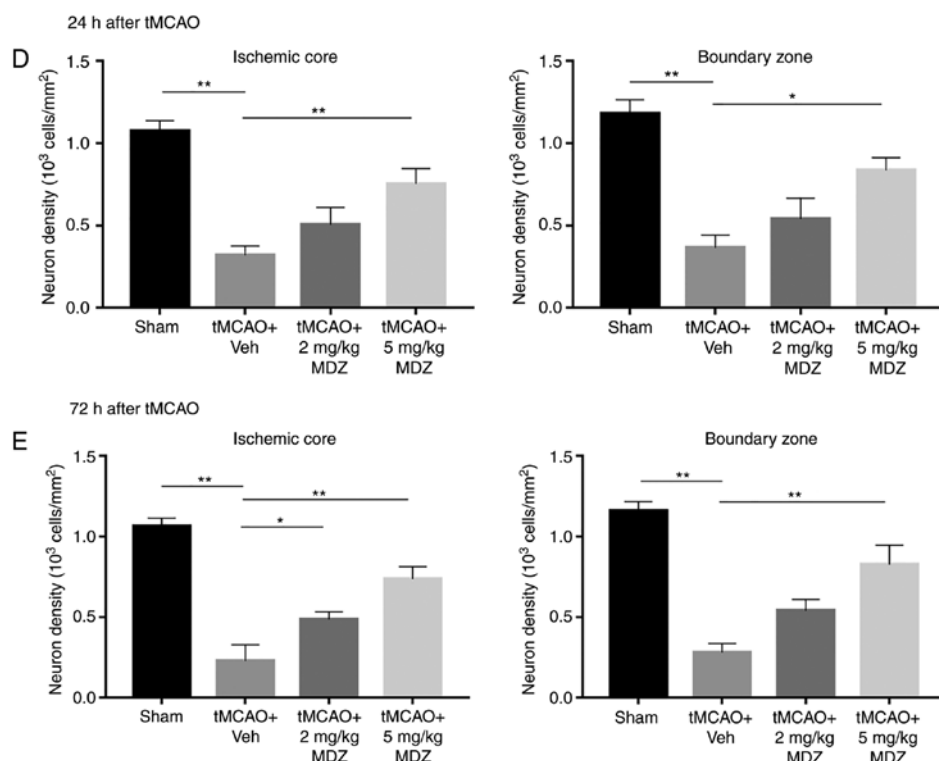 24 h after tMCAO
D
Ischemic core
Neuron density (10³ cells/mm²)
1.5
1.0
0.5
0.0
**
**
Sham
tMCAO+
Veh
tMCAO+
2 mg/kg
MDZ
tMCAO+
5 mg/kg
MDZ
Boundary zone
Neuron density (10³ cells/mm²)
1.5
1.0
0.5
0.0
**
*
Sham
tMCAO+
Veh
tMCAO+
2 mg/kg
MDZ
tMCAO+
5 mg/kg
MDZ
72 h after tMCAO
E
Ischemic core
Neuron density (10³ cells/mm²)
1.5
1.0
0.5
0.0
**
**
*
Sham
tMCAO+
Veh
tMCAO+
2 mg/kg
MDZ
tMCAO+
5 mg/kg
MDZ
Boundary zone
Neuron density (10³ cells/mm²)
1.5
1.0
0.5
0.0
**
**
Sham
tMCAO+
Veh
tMCAO+
2 mg/kg
MDZ
tMCAO+
5 mg/kg
MDZ